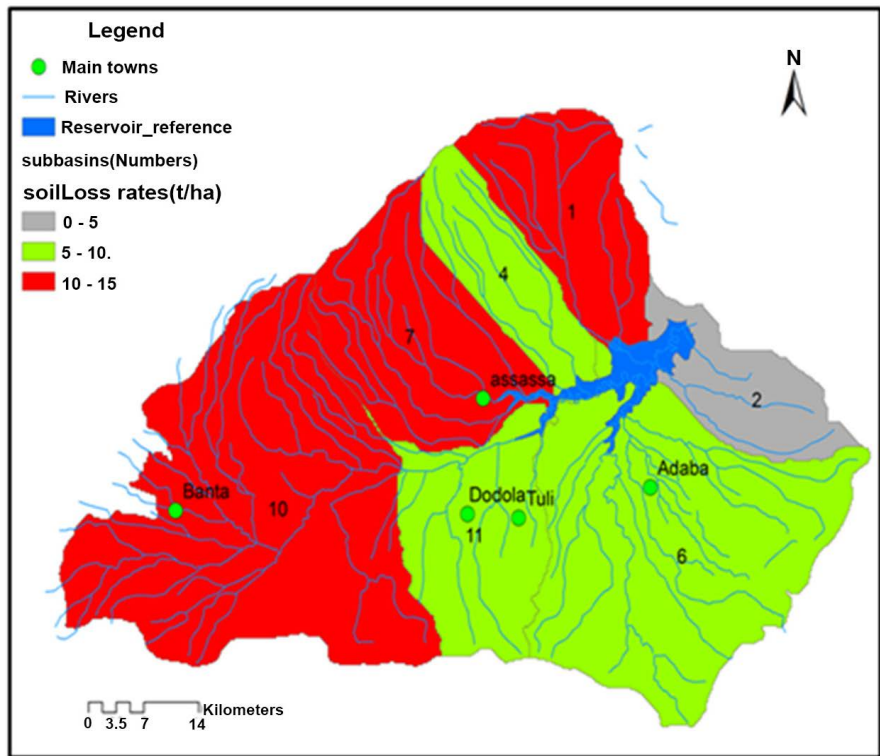 Legend
Main towns
Rivers
Reservoir_reference
subbasins(Numbers)
soilLoss rates(t/ha)
0 - 5
5 - 10.
10 - 15
N
1
4
7
assassa
2
Banta
10
Dodola
Tuli
11
Adaba
6
Kilometers
0 3.5 7 14